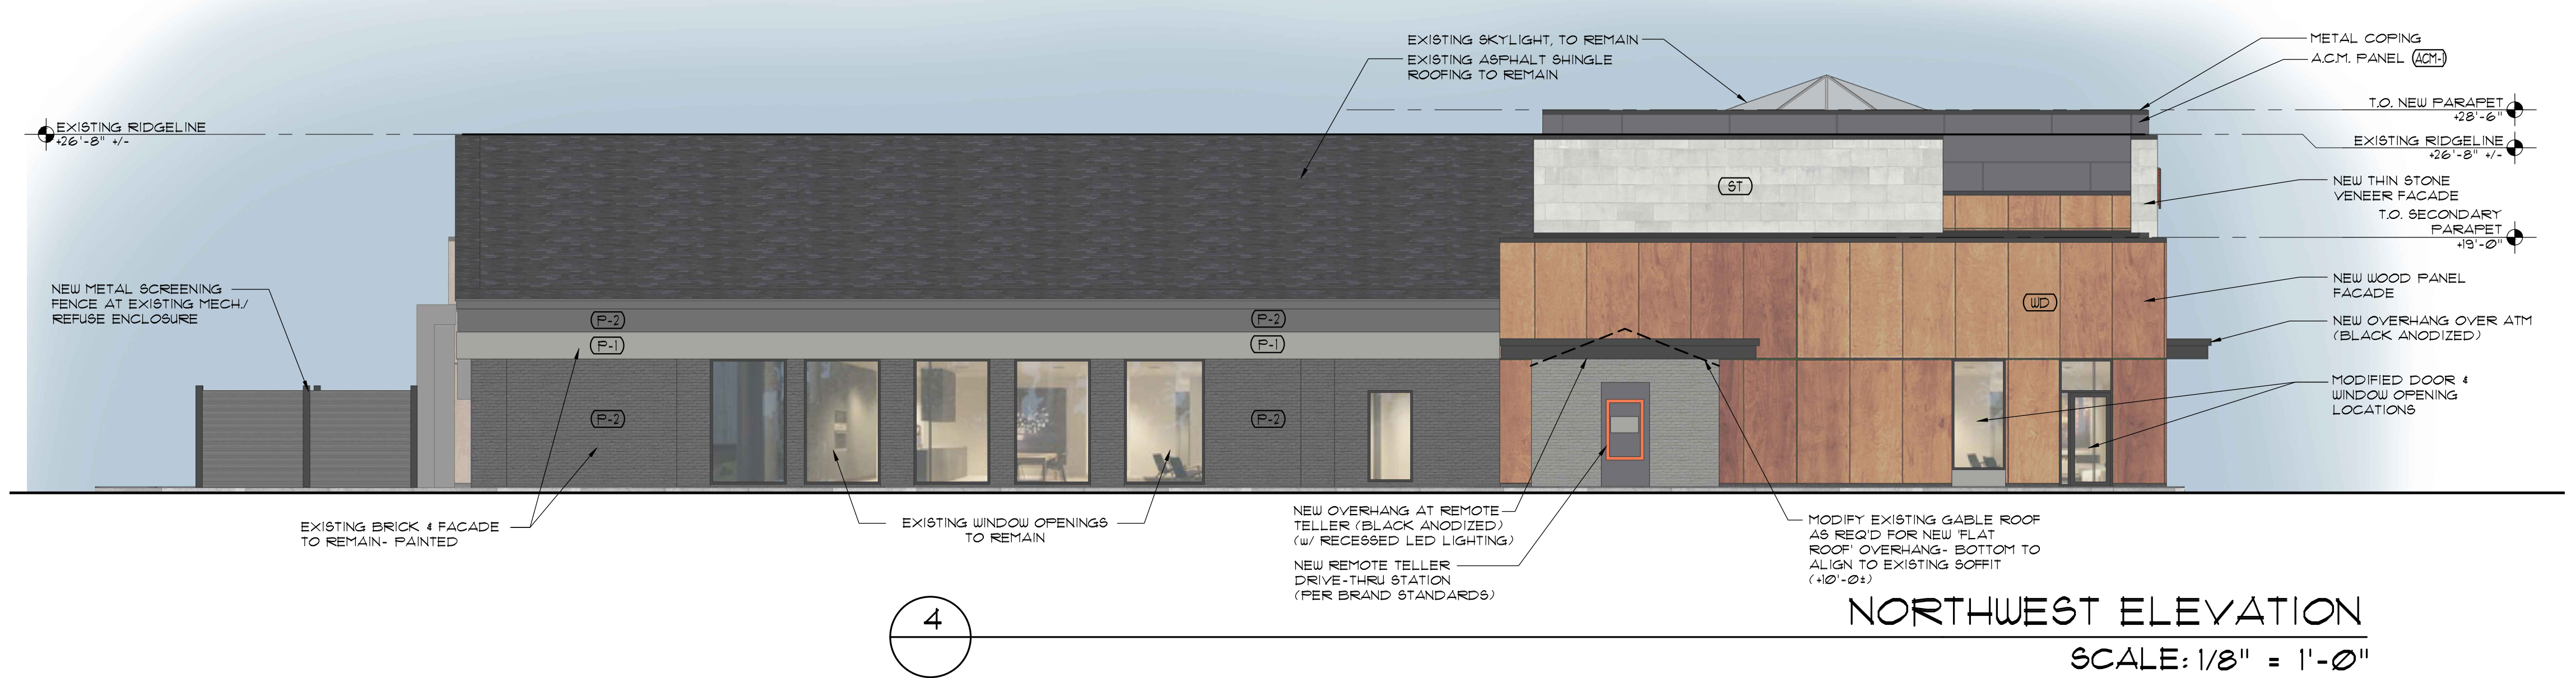 EXISTING SKYLIGHT, TO REMAIN
EXISTING ASPHALT SHINGLE
ROOFING TO REMAIN
METAL COPING
A.C.M. PANEL (ACM-1)
T.O. NEW PARAPET
+28'-6"
EXISTING RIDGELINE
+26'-8" +/-
EXISTING RIDGELINE
+26'-8" +/-
NEW THIN STONE
VENEER FACADE
T.O. SECONDARY
PARAPET
+19'-0"
ST
NEW WOOD PANEL
FACADE
WD
NEW OVERHANG OVER ATM
(BLACK ANODIZED)
MODIFIED DOOR &
WINDOW OPENING
LOCATIONS
NEW METAL SCREENING
FENCE AT EXISTING MECH./
REFUSE ENCLOSURE
P-2
P-2
P-1
P-1
P-2
P-2
EXISTING BRICK & FACADE
TO REMAIN- PAINTED
EXISTING WINDOW OPENINGS
TO REMAIN
NEW OVERHANG AT REMOTE
TELLER (BLACK ANODIZED)
(w/ RECESSED LED LIGHTING)
NEW REMOTE TELLER
DRIVE-THRU STATION
(PER BRAND STANDARDS)
MODIFY EXISTING GABLE ROOF
AS REQ'D FOR NEW 'FLAT
ROOF' OVERHANG- BOTTOM TO
ALIGN TO EXISTING SOFFIT
(+10'-0±)
4
NORTHWEST ELEVATION
SCALE: 1/8" = 1'-0"